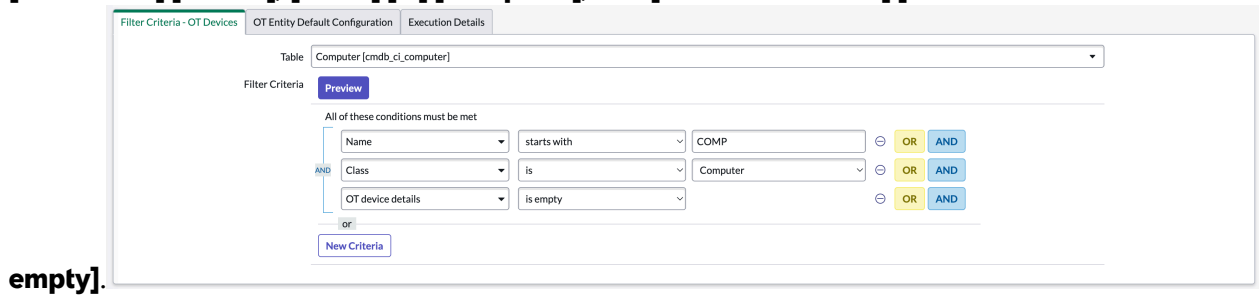 Filter Criteria - OT Devices OT Entity Default Configuration Execution Details
Table Computer [cmdb_ci_computer]
Filter Criteria Preview
All of these conditions must be met
Name starts with COMP OR AND
AND Class is Computer OR AND
OT device details is empty OR AND
or
New Criteria
empty].